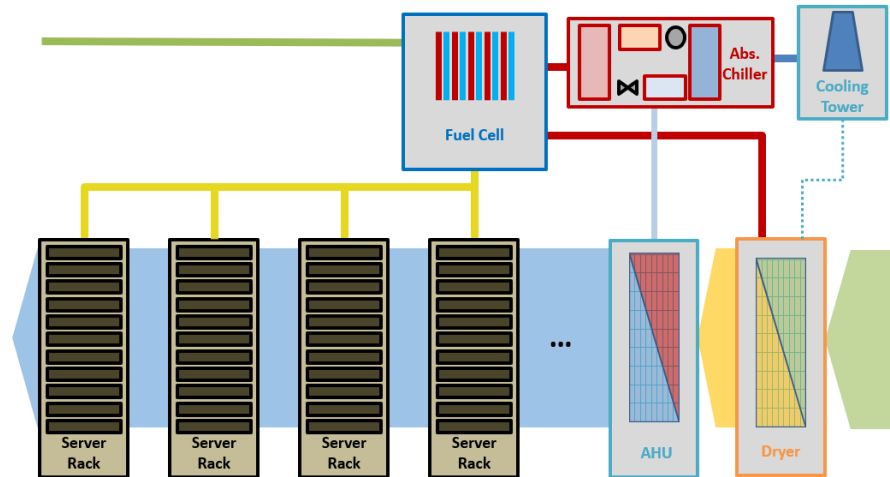 Abs.
Chiller
Cooling
Tower
Fuel Cell
...
Server
Rack
Server
Rack
Server
Rack
Server
Rack
AHU
Dryer